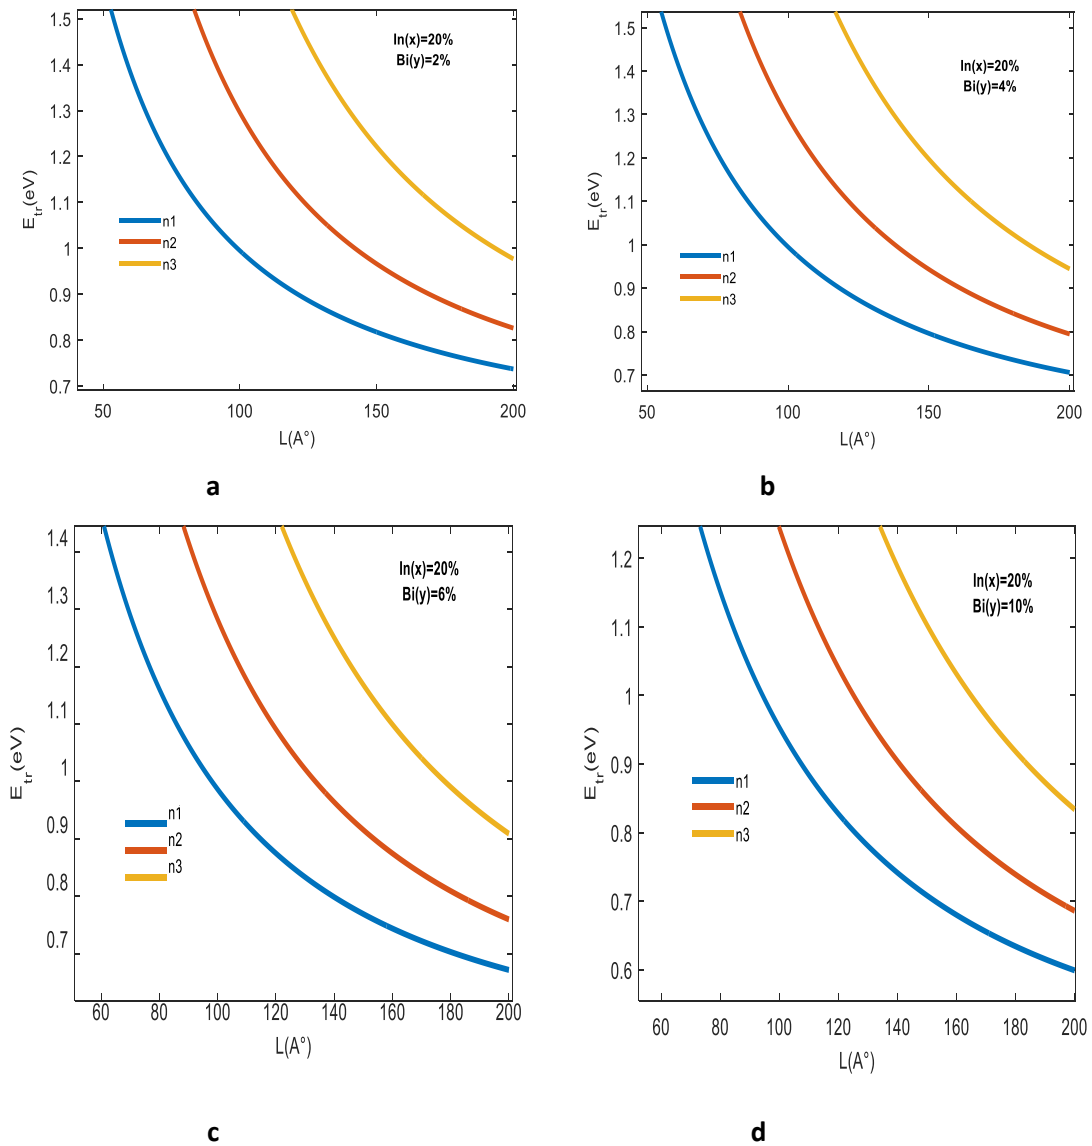 1.5
1.4
1.3
1.2
1.1
1
0.9
0.8
0.7
E_tr(eV)
In(x)=20%
Bi(y)=2%
n1
n2
n3
50
100
150
200
L(A°)
a
1.5
1.4
1.3
1.2
1.1
1
0.9
0.8
0.7
E_tr(eV)
In(x)=20%
Bi(y)=4%
n1
n2
n3
50
100
150
200
L(A°)
b
1.4
1.3
1.2
1.1
1
0.9
0.8
0.7
E_tr(eV)
In(x)=20%
Bi(y)=6%
n1
n2
n3
60
80
100
120
140
160
180
200
L(A°)
c
1.2
1.1
1
0.9
0.8
0.7
0.6
E_tr(eV)
In(x)=20%
Bi(y)=10%
n1
n2
n3
60
80
100
120
140
160
180
200
L(A°)
d